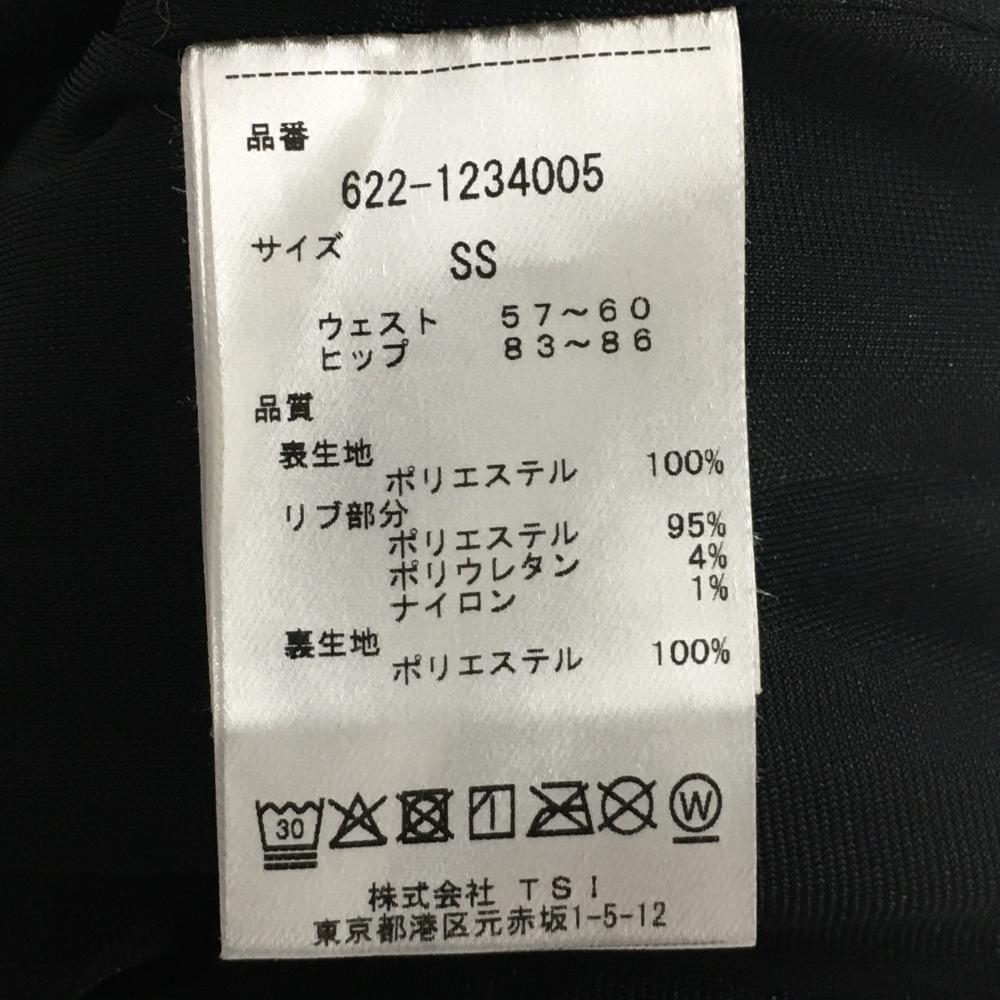 品番
622-1234005
サイズ SS
ウェスト 57～60
ヒップ 83～86
品質
表生地
ポリエステル 100%
リブ部分
ポリエステル 95%
ポリウレタン 4%
ナイロン 1%
裏生地
ポリエステル 100%
30 W
株式会社 TSI
東京都港区元赤坂1-5-12